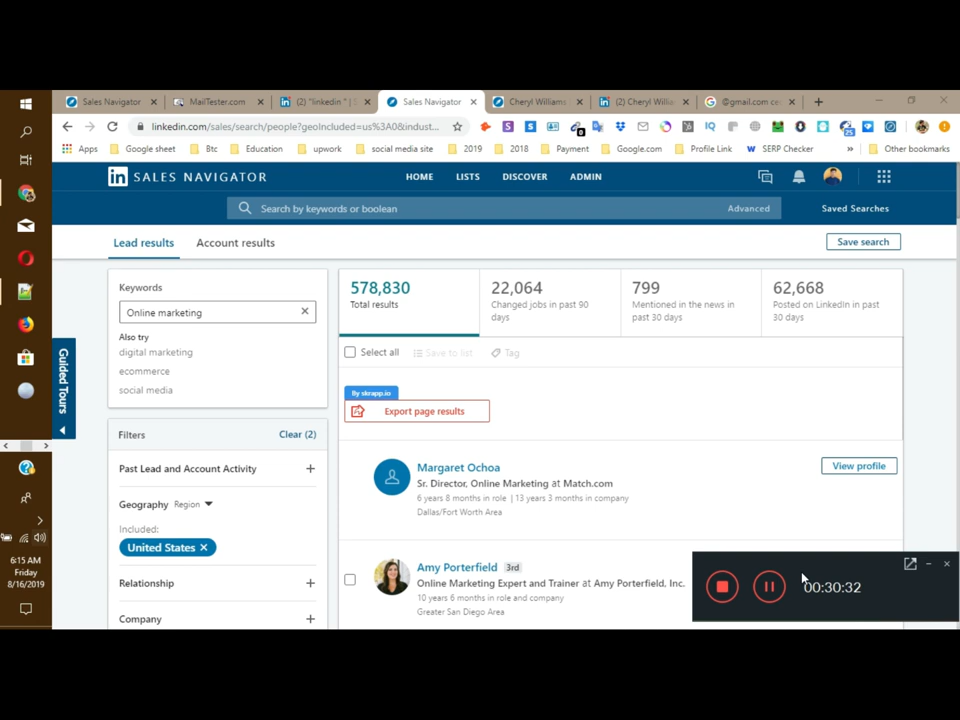 Sales Navigator
MailTester.com
(2) "linkedin" | S
Sales Navigator
Cheryl Williams
(2) Cheryl Willia
@gmail.com ce
linkedin.com/sales/search/people?geoIncluded=us%3A0&indust...
Apps
Google sheet
Btc
Education
upwork
social media site
2019
2018
Payment
Google.com
Profile Link
SERP Checker
»
Other bookmarks
in SALES NAVIGATOR
HOME
LISTS
DISCOVER
ADMIN
Search by keywords or boolean
Advanced
Saved Searches
Lead results
Account results
Save search
Keywords
Online marketing
Also try
digital marketing
ecommerce
social media
578,830
Total results
22,064
Changed jobs in past 90
days
799
Mentioned in the news in
past 30 days
62,668
Posted on LinkedIn in past
30 days
Select all
Save to list
Tag
By skrapp.io
Export page results
Guided Tours
Filters
Clear (2)
Past Lead and Account Activity
Geography Region
Included:
United States
Relationship
Company
Margaret Ochoa
Sr. Director, Online Marketing at Match.com
6 years 8 months in role | 13 years 3 months in company
Dallas/Fort Worth Area
View profile
Amy Porterfield 3rd
Online Marketing Expert and Trainer at Amy Porterfield, Inc.
10 years 6 months in role and company
Greater San Diego Area
00:30:32
6:15 AM
Friday
8/16/2019